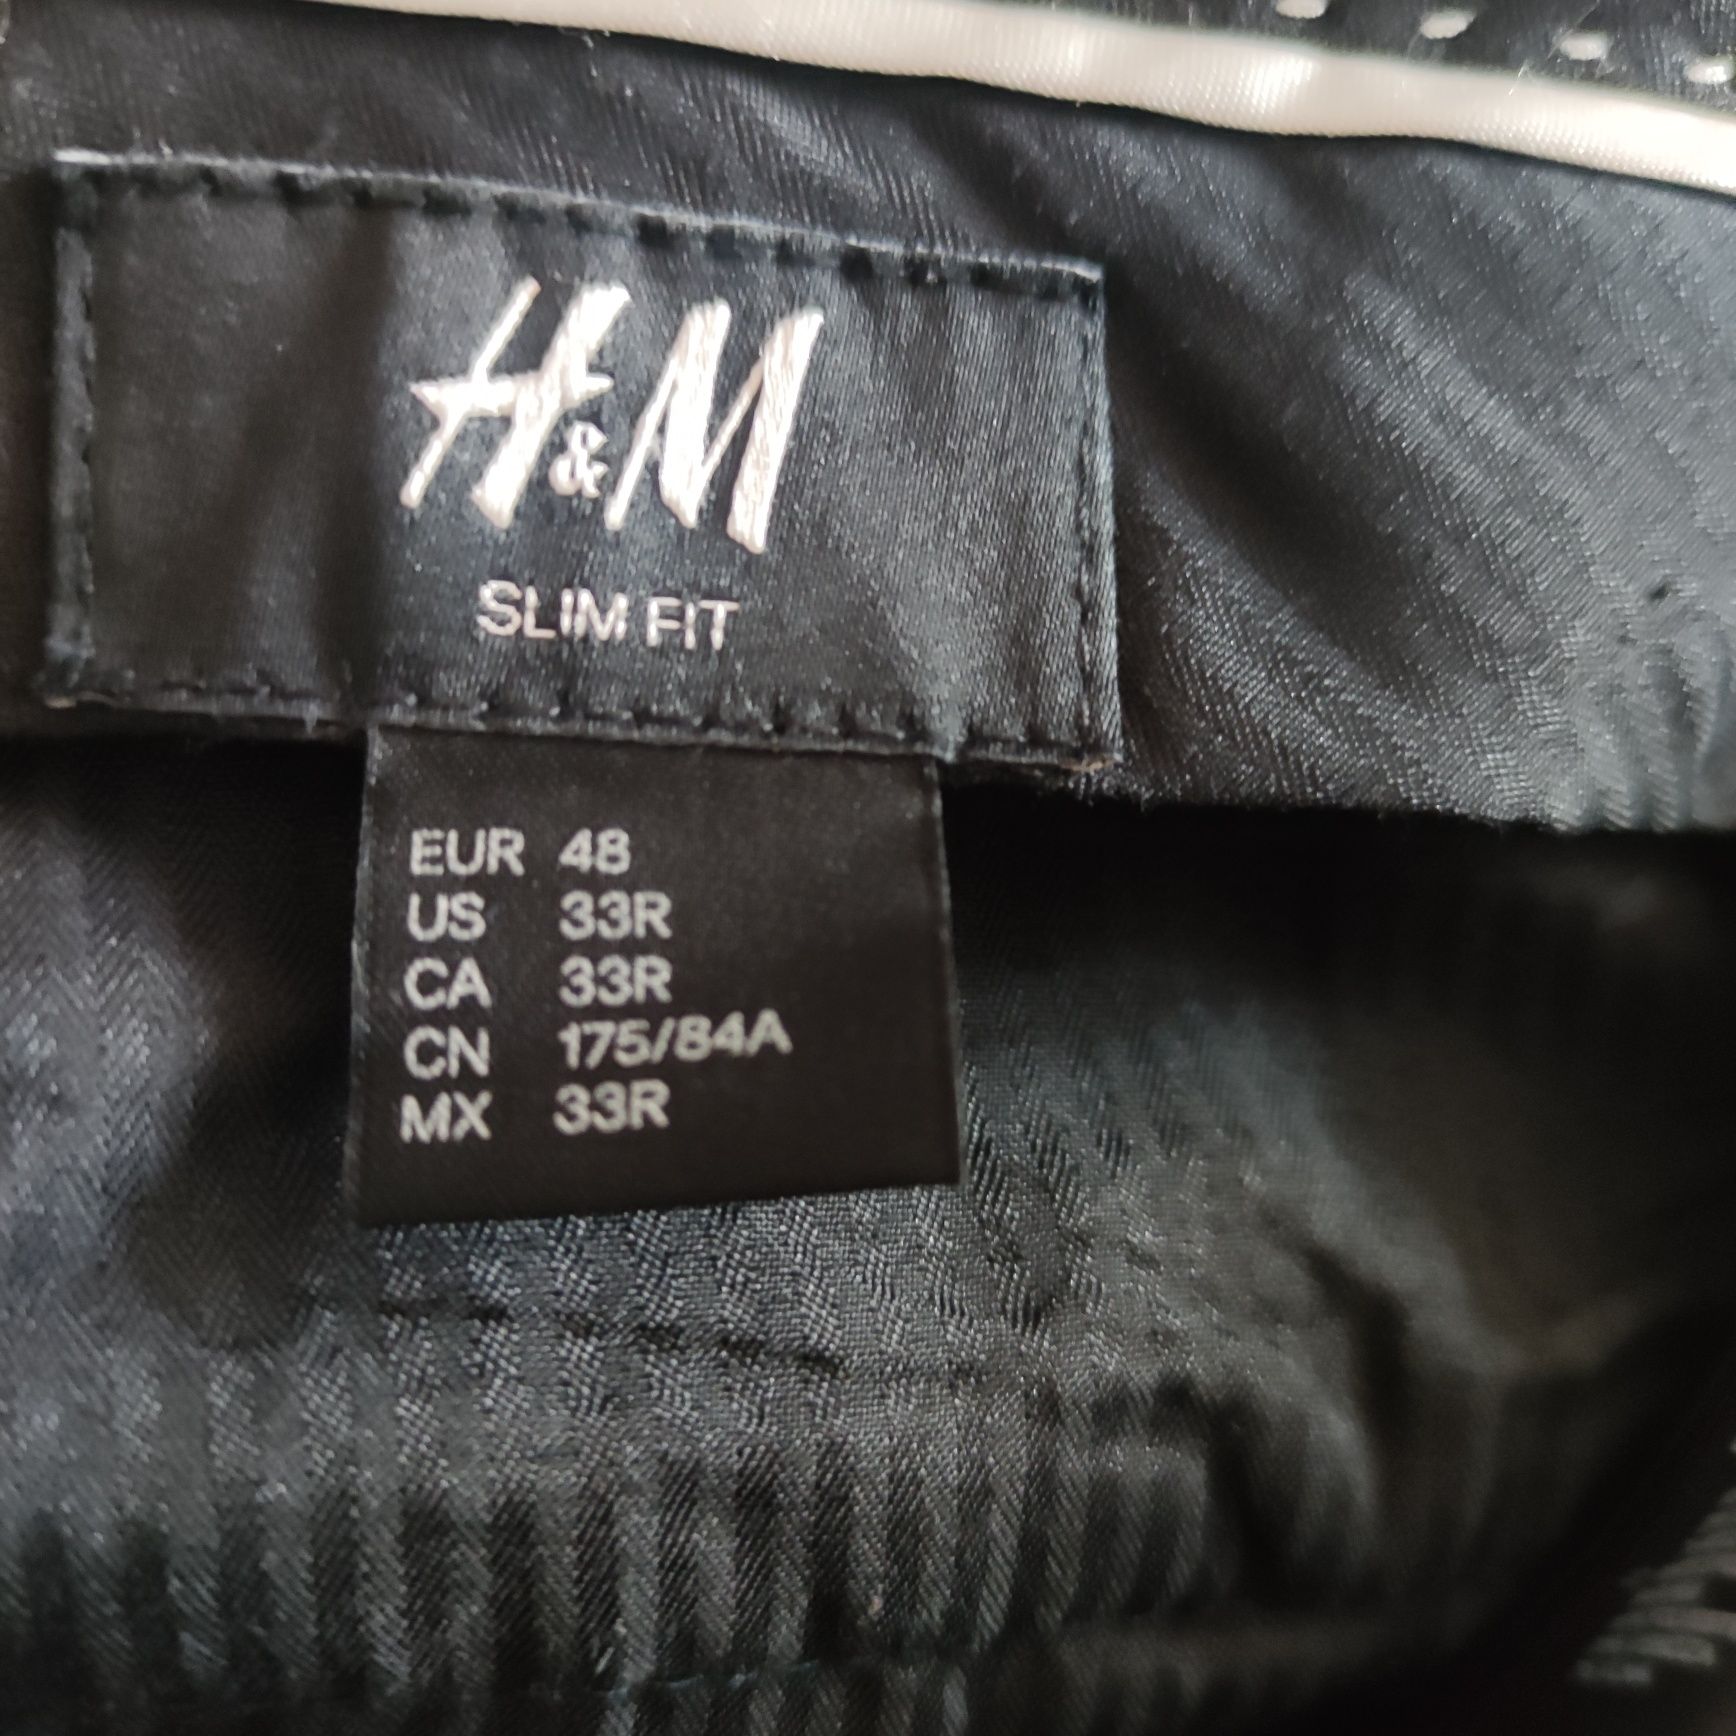 H&M
SLIM FIT
EUR 48
US 33R
CA 33R
CN 175/84A
MX 33R